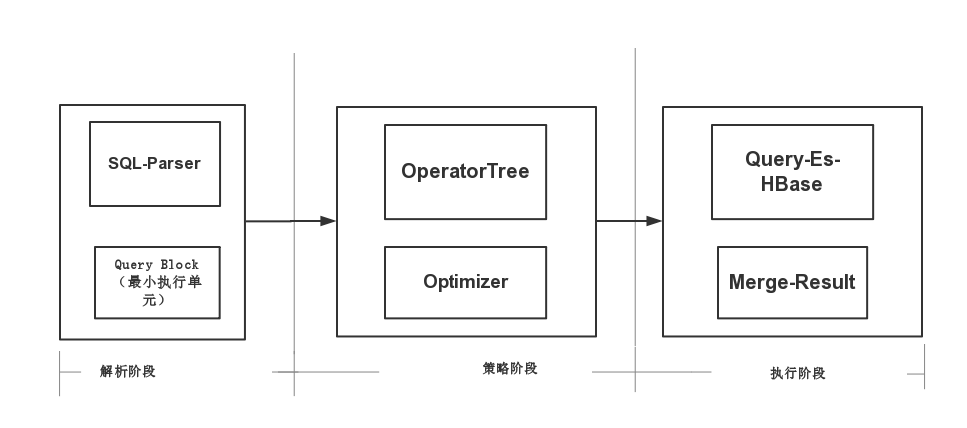 SQL-Parser
Query Block
（最小执行单
元）
OperatorTree
Optimizer
Query-Es-
HBase
Merge-Result
解析阶段
策略阶段
执行阶段